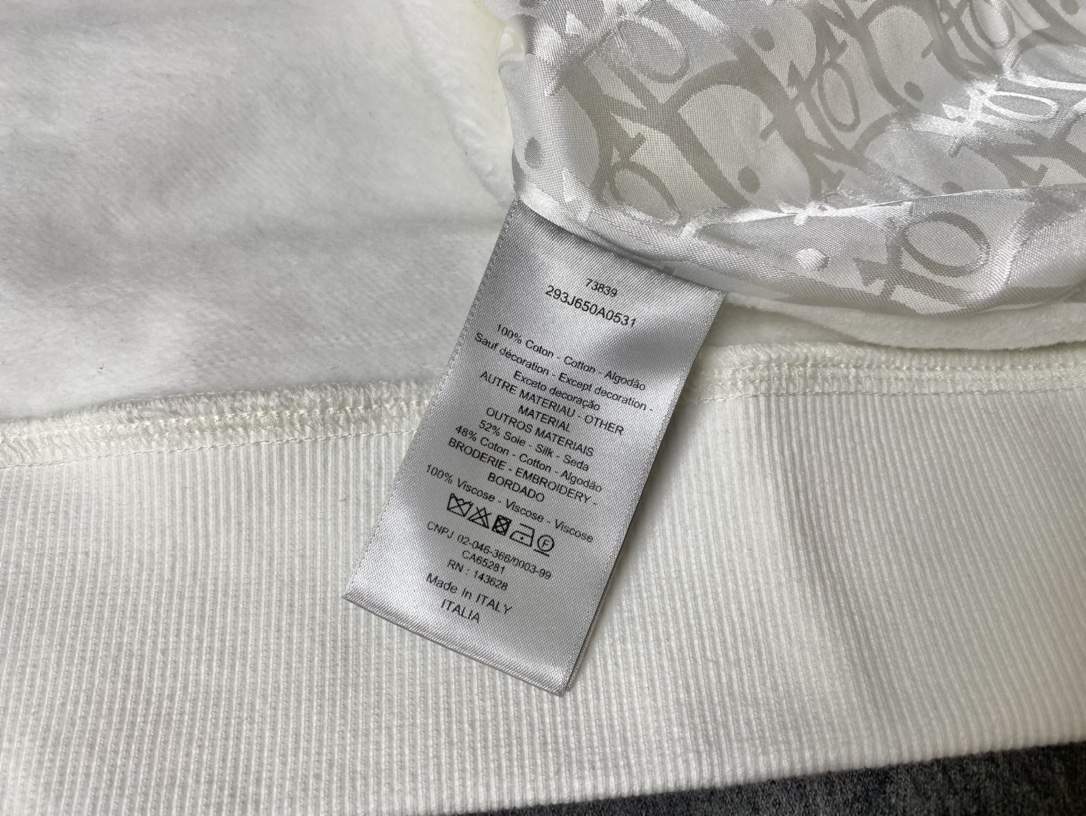 73839
293J650A0531
100% Coton - Cotton - Algodão
Sauf décoration - Except decoration -
Exceto decoração
AUTRE MATERIAU - OTHER
MATERIAL
OUTROS MATERIAIS
52% Soie - Silk - Seda
48% Coton - Cotton - Algodão
BRODERIE - EMBROIDERY -
BORDADO
100% Viscose - Viscose - Viscose
F
CNPJ 02-046-366/0003-99
CA65281
RN : 143628
Made In ITALY
ITALIA